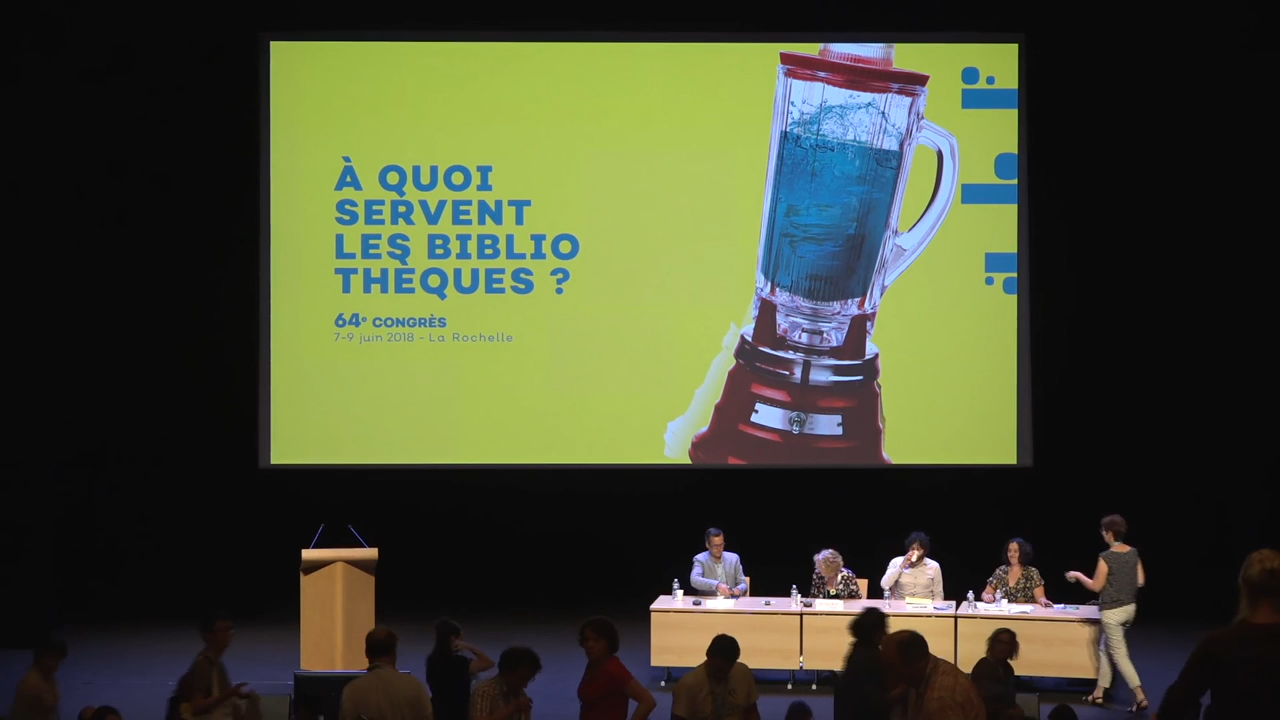 À QUOI
SERVENT
LES BIBLIO
THÈQUES ?
64e CONGRÈS
7-9 juin 2018 - La Rochelle